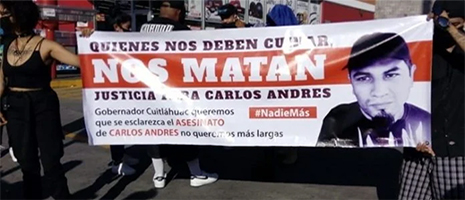 QUIENES NOS DEBEN CUIDAR,
NOS MATAN
JUSTICIA PARA CARLOS ANDRES
Gobernador Cuitláhuac queremos
que se esclarezca el ASESINATO
de CARLOS ANDRES no queremos más largas
#NadieMás